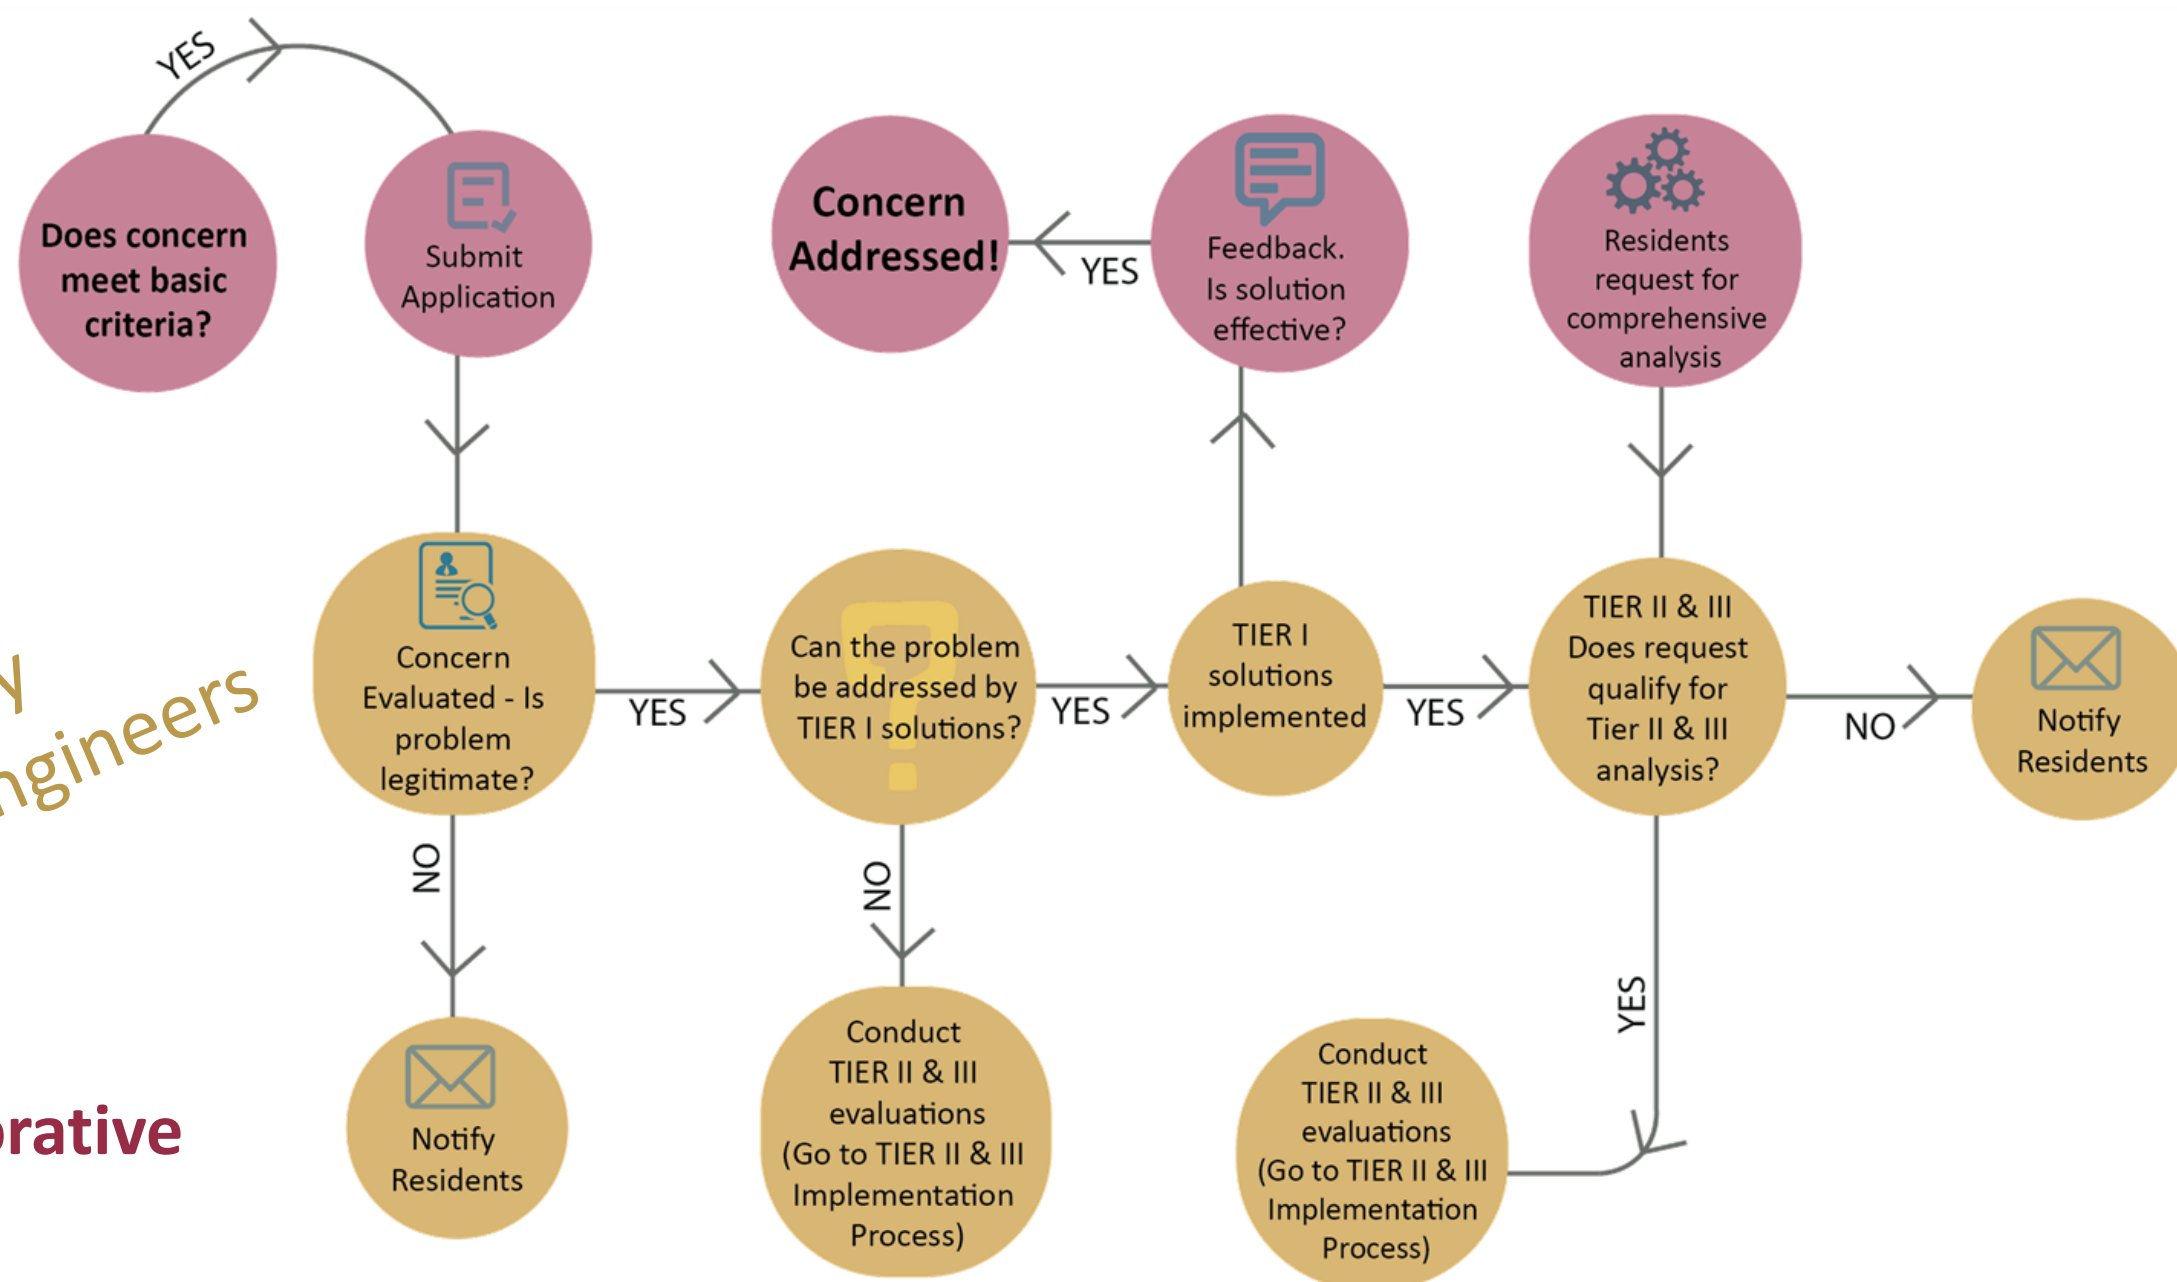 YES
Does concern
meet basic
criteria?
Submit
Application
Concern
Addressed!
YES
Feedback.
Is solution
effective?
Residents
request for
comprehensive
analysis
Concern
Evaluated - Is
problem
legitimate?
YES
Can the problem
be addressed by
TIER I solutions?
YES
TIER I
solutions
implemented
YES
TIER II & III
Does request
qualify for
Tier II & III
analysis?
NO
Notify
Residents
NO
Notify
Residents
NO
Conduct
TIER II & III
evaluations
(Go to TIER II & III
Implementation
Process)
YES
Conduct
TIER II & III
evaluations
(Go to TIER II & III
Implementation
Process)